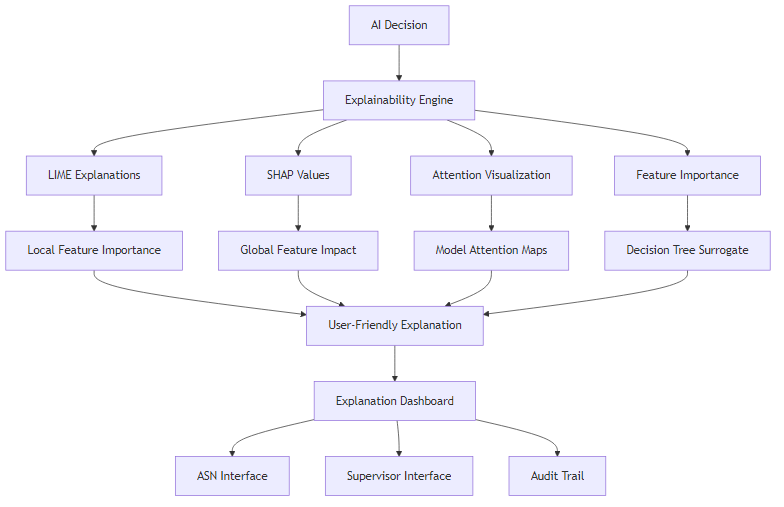 AI Decision
Explainability Engine
LIME Explanations
SHAP Values
Attention Visualization
Feature Importance
Local Feature Importance
Global Feature Impact
Model Attention Maps
Decision Tree Surrogate
User-Friendly Explanation
Explanation Dashboard
ASN Interface
Supervisor Interface
Audit Trail